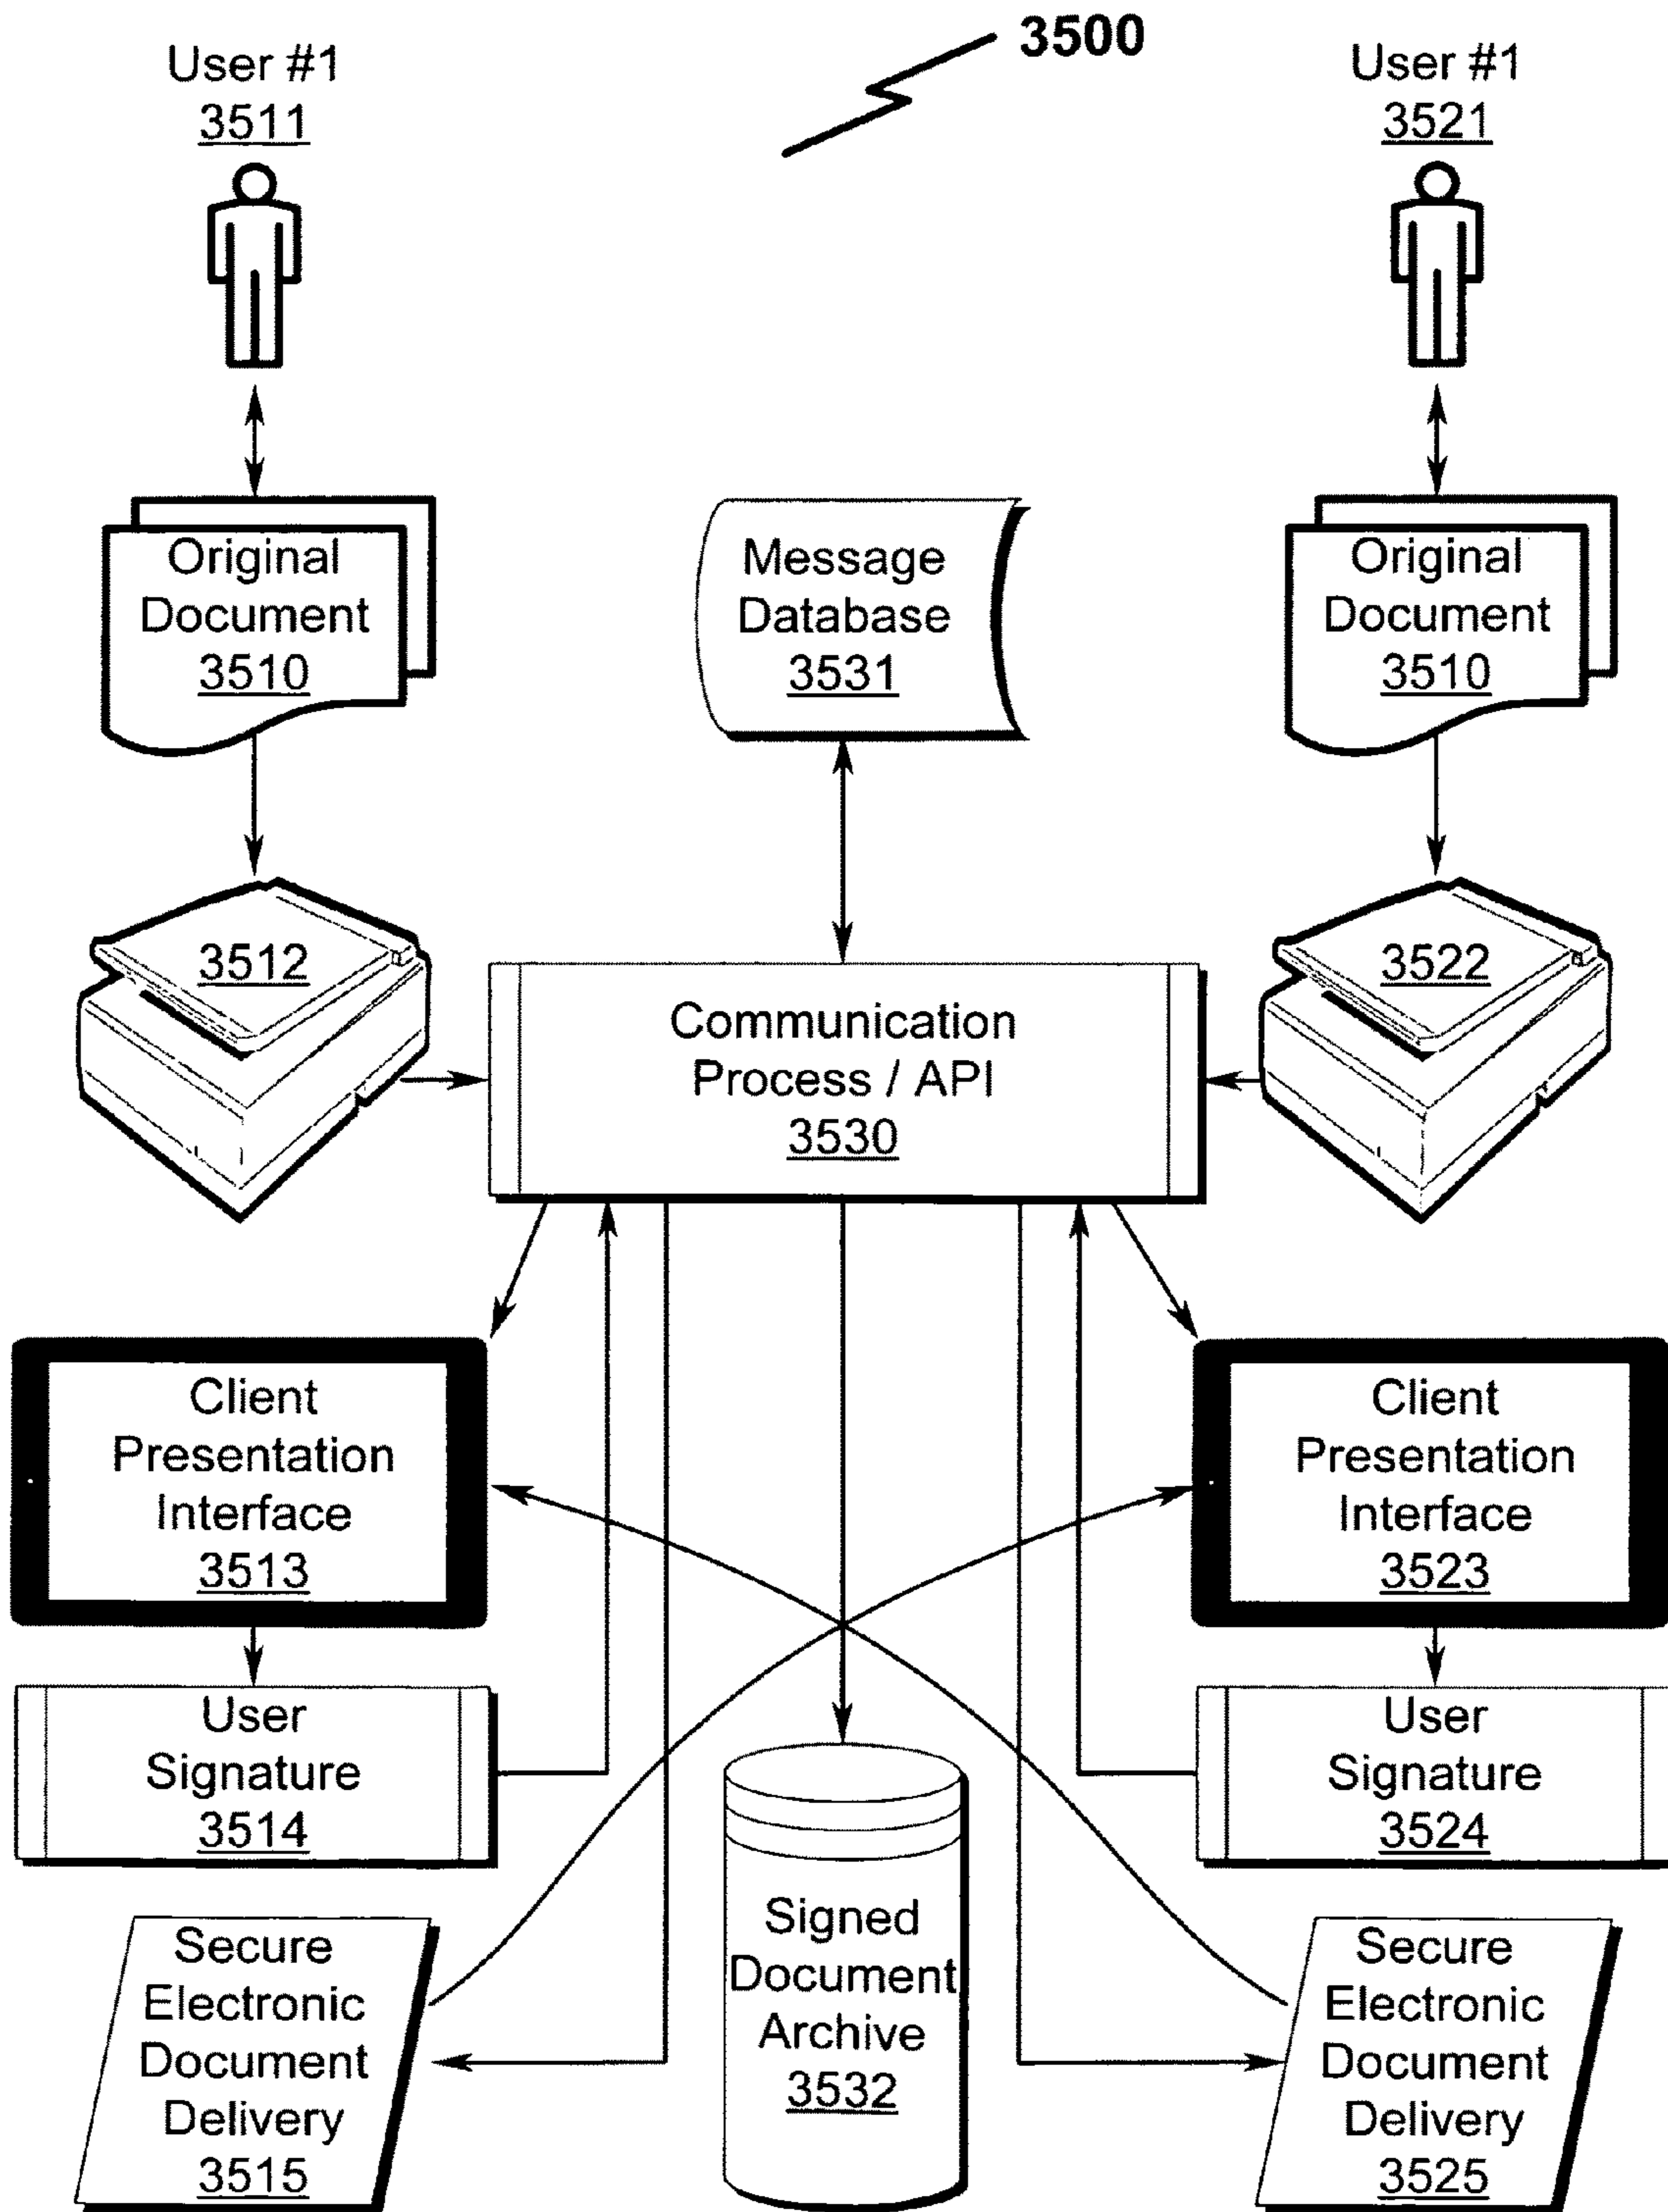 3500
User #1
3511
User #1
3521
Original
Document
3510
Message
Database
3531
Original
Document
3510
3512
3522
Communication
Process / API
3530
Client
Presentation
Interface
3513
Client
Presentation
Interface
3523
User
Signature
3514
User
Signature
3524
Secure
Electronic
Document
Delivery
3515
Signed
Document
Archive
3532
Secure
Electronic
Document
Delivery
3525